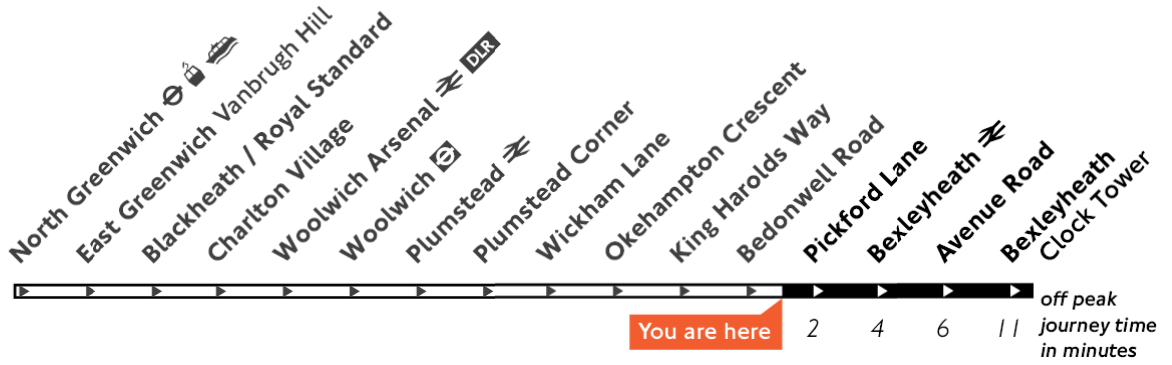 North Greenwich
East Greenwich Vanbrugh Hill
Blackheath / Royal Standard
Charlton Village
Woolwich Arsenal DLR
Woolwich
Plumstead
Plumstead Corner
Wickham Lane
Okehampton Crescent
King Harolds Way
Bedonwell Road
Pickford Lane
Bexleyheath
Avenue Road
Bexleyheath
Clock Tower
You are here
2 4 6 11
off peak
journey time
in minutes